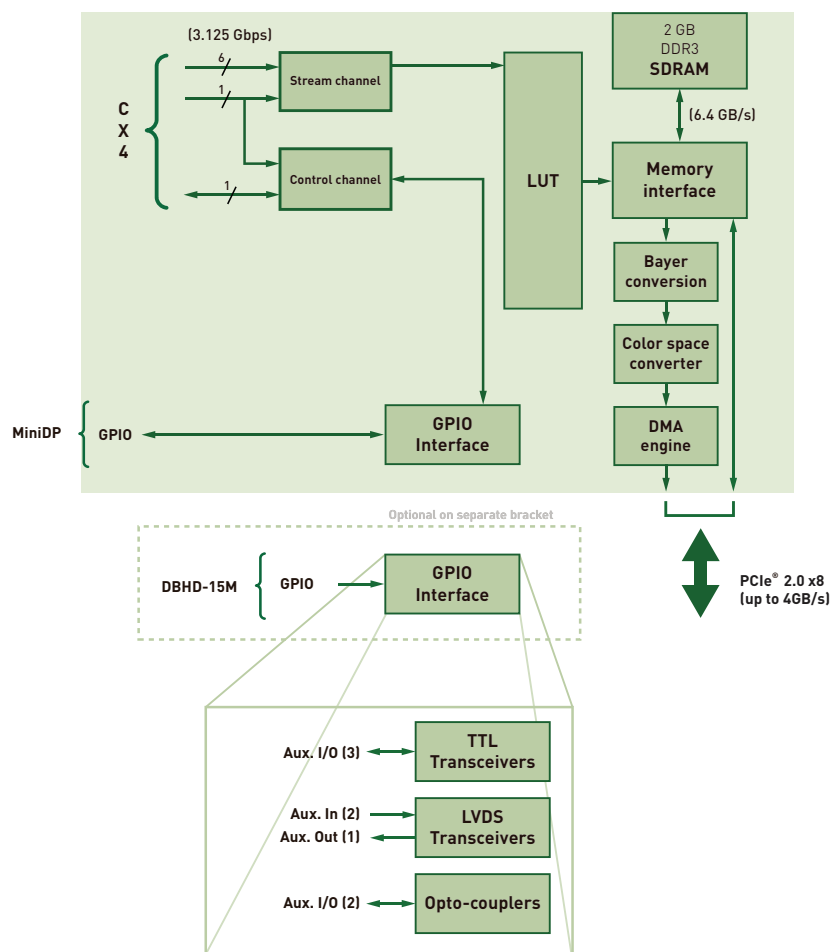 (3.125 Gbps)
6
Stream channel
1
C
X
4
Control channel
1
LUT
2 GB
DDR3
SDRAM
(6.4 GB/s)
Memory
interface
Bayer
conversion
Color space
converter
DMA
engine
MiniDP
GPIO
GPIO
Interface
Optional on separate bracket
DBHD-15M
GPIO
GPIO
Interface
PCIe® 2.0 x8
(up to 4GB/s)
Aux. I/O (3)
TTL
Transceivers
Aux. In (2)
Aux. Out (1)
LVDS
Transceivers
Aux. I/O (2)
Opto-couplers